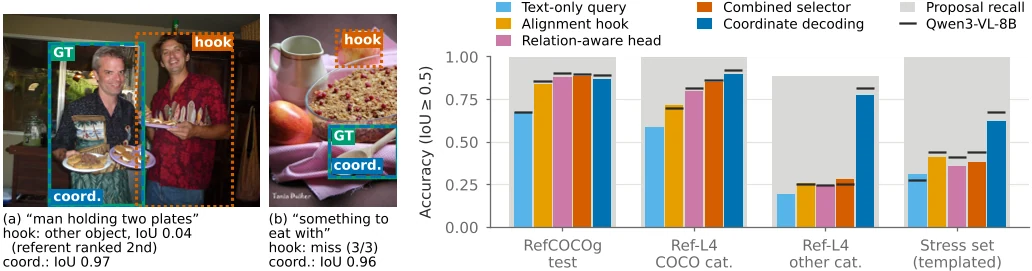 GT
hook
coord.
(a) “man holding two plates”
hook: other object, IoU 0.04
(referent ranked 2nd)
coord.: IoU 0.97
hook
GT
coord.
(b) “something to
eat with”
hook: miss (3/3)
coord.: IoU 0.96
Text-only query
Alignment hook
Relation-aware head
Combined selector
Coordinate decoding
Proposal recall
Qwen3-VL-8B
Accuracy (IoU ≥ 0.5)
1.00
0.75
0.50
0.25
0.00
RefCOCOg
test
Ref-L4
COCO cat.
Ref-L4
other cat.
Stress set
(templated)